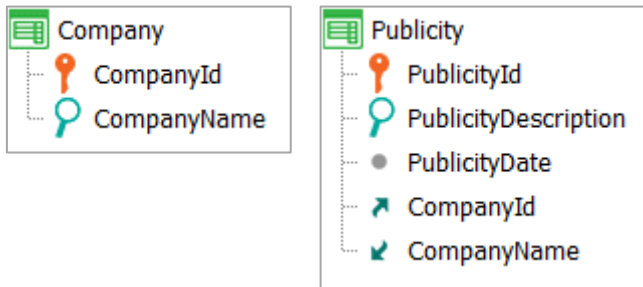 Company
CompanyId
CompanyName
Publicity
PublicityId
PublicityDescription
PublicityDate
CompanyId
CompanyName